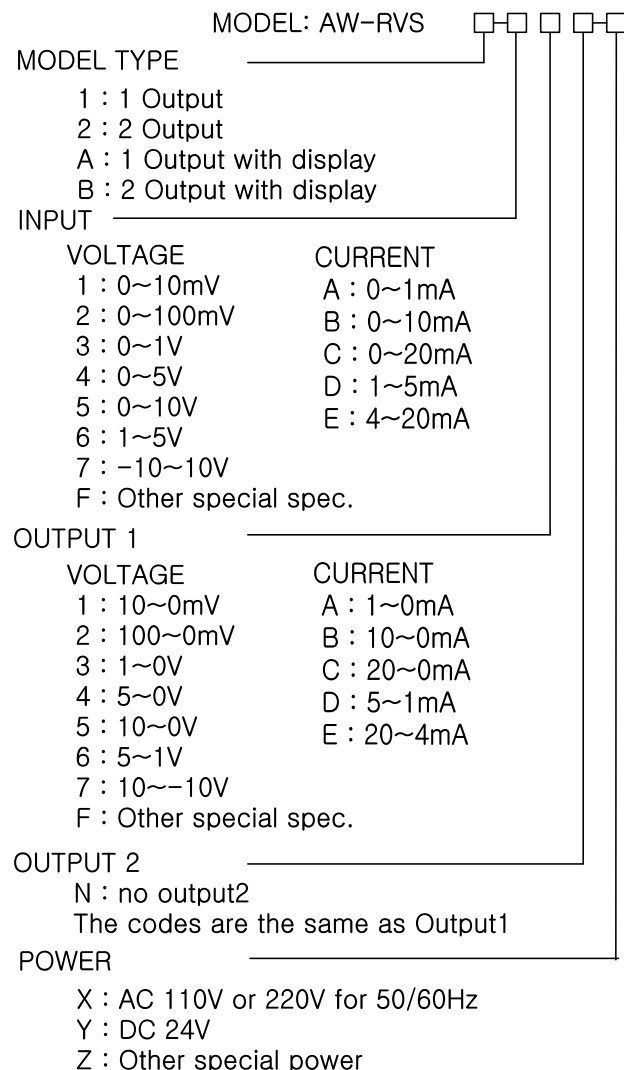 MODEL: AW-RVS □-□ □ □-□
MODEL TYPE
1 : 1 Output
2 : 2 Output
A : 1 Output with display
B : 2 Output with display
INPUT
VOLTAGE
1 : 0~10mV
2 : 0~100mV
3 : 0~1V
4 : 0~5V
5 : 0~10V
6 : 1~5V
7 : -10~10V
F : Other special spec.
CURRENT
A : 0~1mA
B : 0~10mA
C : 0~20mA
D : 1~5mA
E : 4~20mA
OUTPUT 1
VOLTAGE
1 : 10~0mV
2 : 100~0mV
3 : 1~0V
4 : 5~0V
5 : 10~0V
6 : 5~1V
7 : 10~-10V
F : Other special spec.
CURRENT
A : 1~0mA
B : 10~0mA
C : 20~0mA
D : 5~1mA
E : 20~4mA
OUTPUT 2
N : no output2
The codes are the same as Output1
POWER
X : AC 110V or 220V for 50/60Hz
Y : DC 24V
Z : Other special power